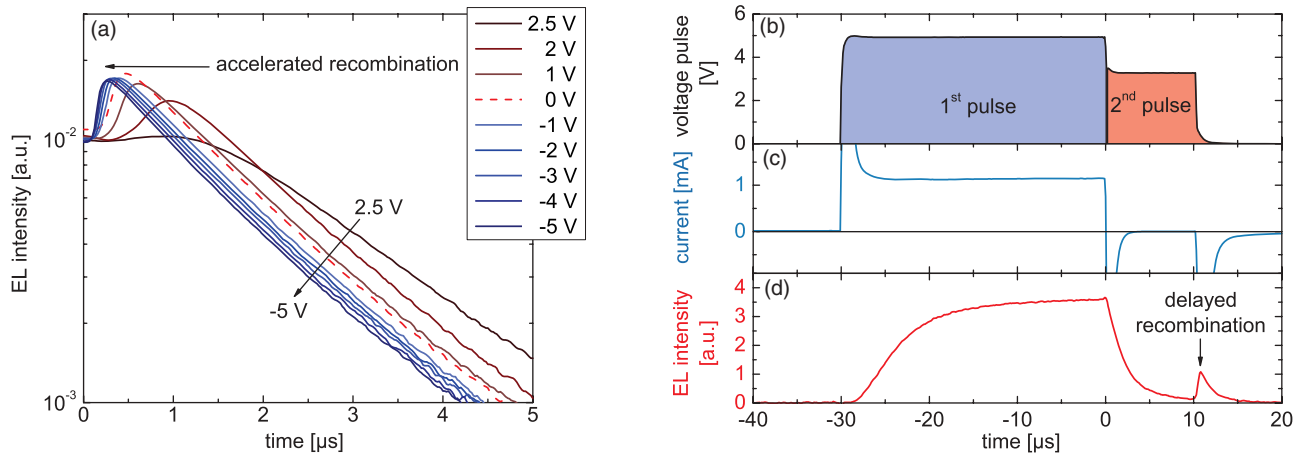 (a)
accelerated recombination
2.5 V
2 V
1 V
0 V
-1 V
-2 V
-3 V
-4 V
-5 V
2.5 V
-5 V
EL intensity [a.u.]
10⁻²
10⁻³
0 1 2 3 4 5
time [µs]
(b)
voltage pulse
[V]
6
4
2
0
1st pulse
2nd pulse
(c)
current [mA]
1
0
(d)
EL intensity
[a.u.]
4
3
2
1
0
delayed
recombination
-40 -30 -20 -10 0 10 20
time [µs]